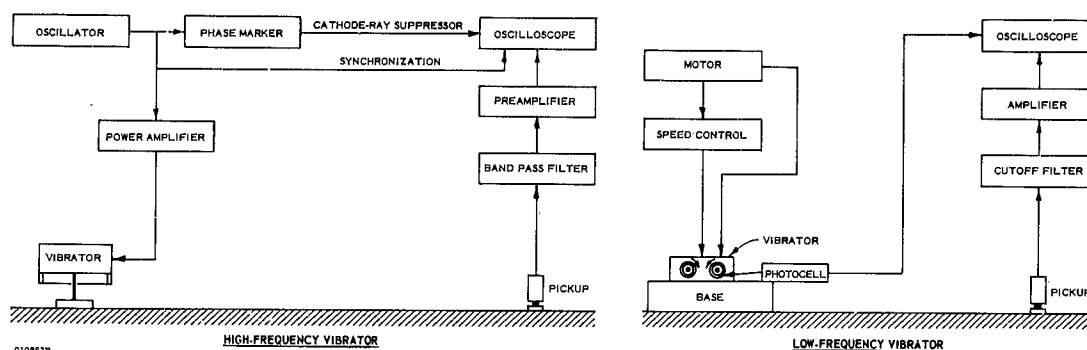 OSCILLATOR
PHASE MARKER
CATHODE-RAY SUPPRESSOR
OSCILLOSCOPE
SYNCHRONIZATION
PREAMPLIFIER
POWER AMPLIFIER
BAND PASS FILTER
VIBRATOR
PICKUP
HIGH-FREQUENCY VIBRATOR
OSCILLOSCOPE
MOTOR
AMPLIFIER
SPEED CONTROL
CUTOFF FILTER
VIBRATOR
PHOTOCELL
BASE
PICKUP
LOW-FREQUENCY VIBRATOR